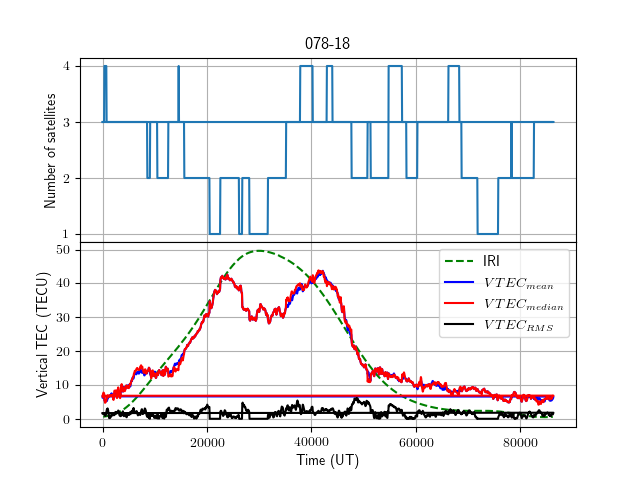 078-18
Number of satellites
4
3
2
1
Vertical TEC (TECU)
50
40
30
20
10
0
IRI
VTEC_mean
VTEC_median
VTEC_RMS
0 20000 40000 60000 80000
Time (UT)